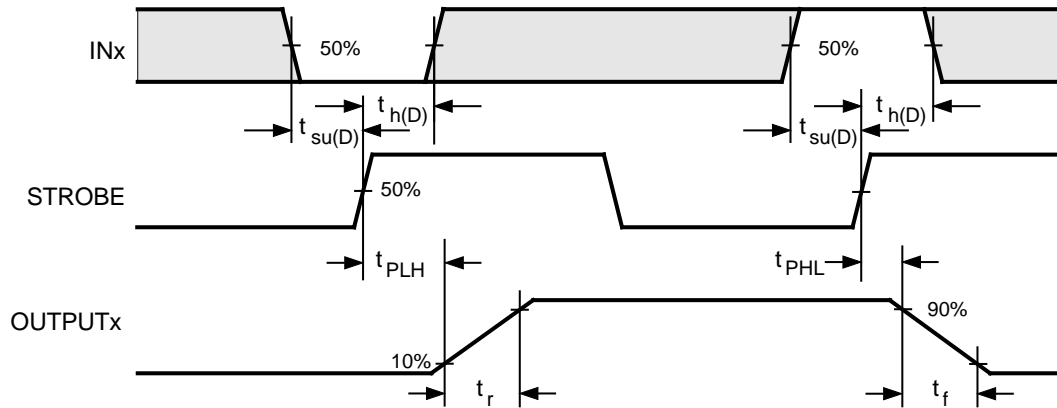 INx
50%
50%
t h(D)
t h(D)
t su(D)
t su(D)
STROBE
50%
t PLH
t PHL
OUTPUTx
90%
10%
t r
t f